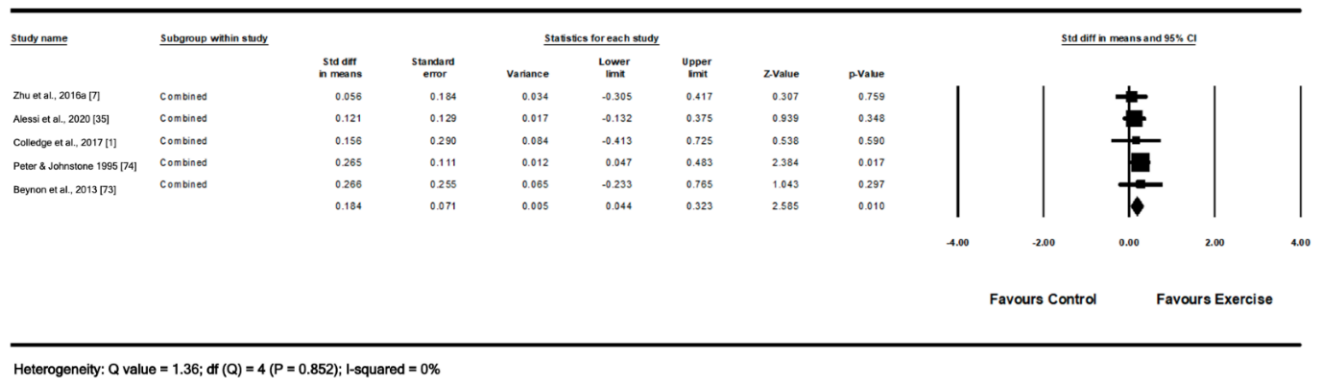 Study name Subgroup within study Statistics for each study Std diff in means and 95% CI
Std diff in means Standard error Variance Lower limit Upper limit Z-Value p-Value
Zhu et al., 2016a [7] Combined 0.056 0.184 0.034 -0.305 0.417 0.307 0.759
Alessi et al., 2020 [35] Combined 0.121 0.129 0.017 -0.132 0.375 0.939 0.348
Colledge et al., 2017 [1] Combined 0.156 0.290 0.084 -0.413 0.725 0.538 0.590
Peter & Johnstone 1995 [74] Combined 0.265 0.111 0.012 0.047 0.483 2.384 0.017
Beynon et al., 2013 [73] Combined 0.266 0.255 0.065 -0.233 0.765 1.043 0.297
0.184 0.071 0.005 0.044 0.323 2.585 0.010
-4.00 -2.00 0.00 2.00 4.00
Favours Control Favours Exercise
Heterogeneity: Q value = 1.36; df (Q) = 4 (P = 0.852); I-squared = 0%